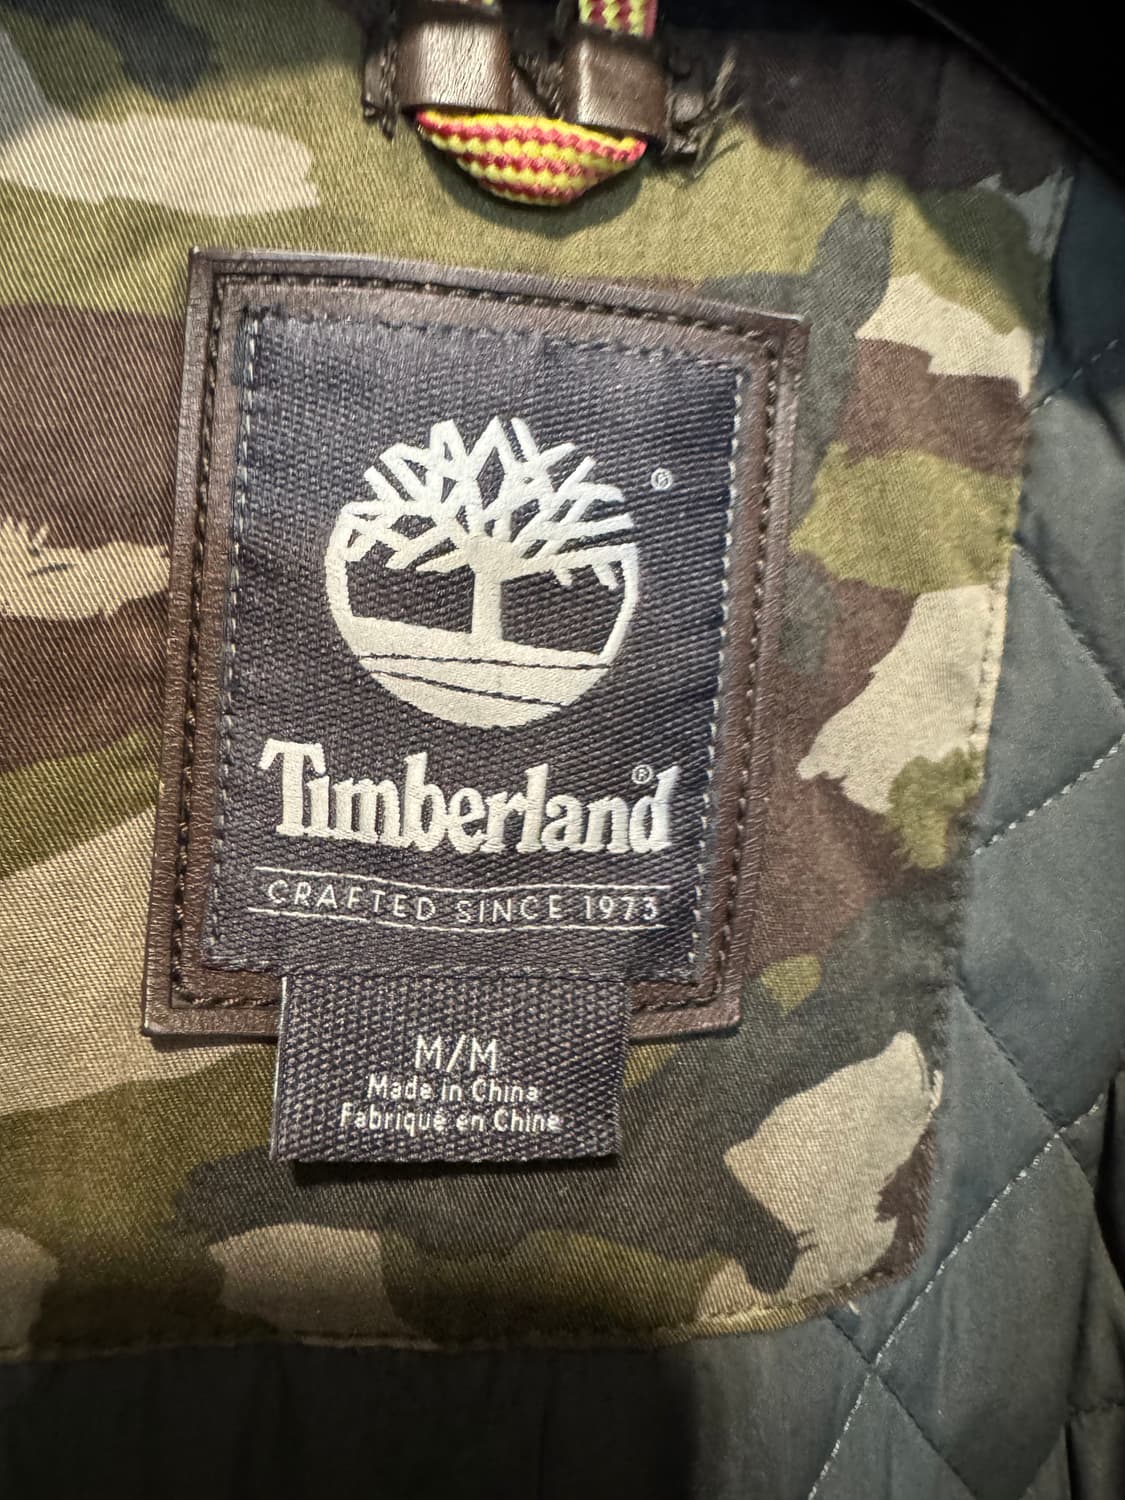 ®
Timberland®
CRAFTED SINCE 1973
M/M
Made in China
Fabriqué en Chine